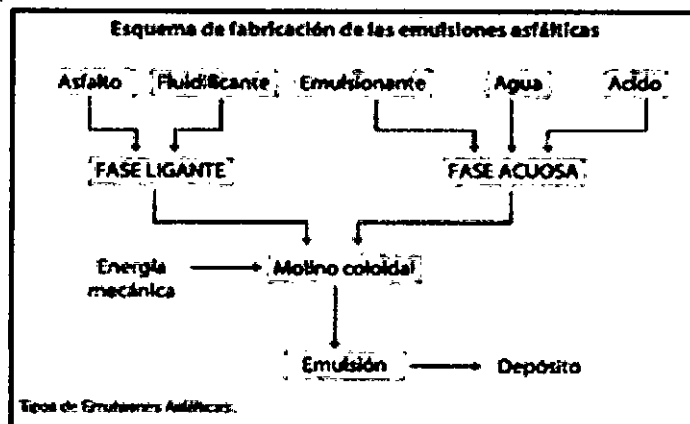 Esquema de fabricación de las emulsiones asfálticas
Asfalto Fluidificante Emulsionante Agua Acido
FASE LIGANTE FASE ACUOSA
Energía
mecánica
Molino coloidal
Emulsión Depósito
Tipos de Emulsiones Asfálticas.